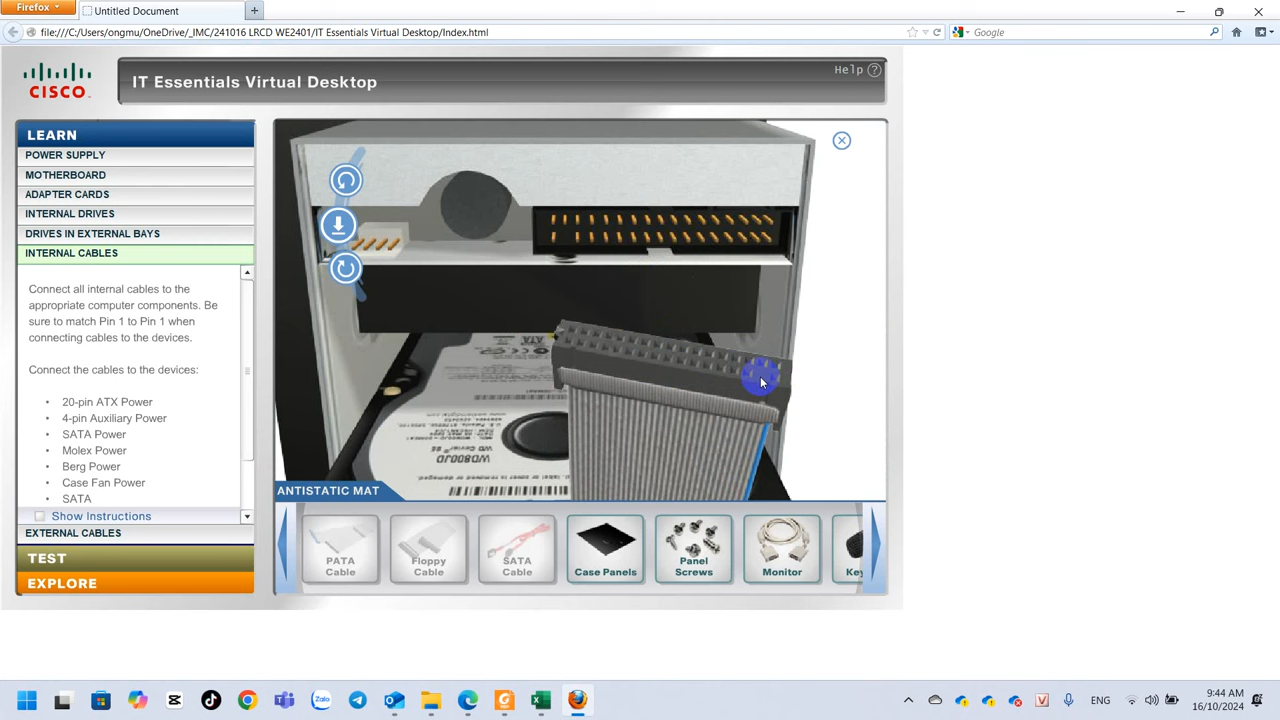 Firefox
Untitled Document
file:///C:/Users/ongmu/OneDrive/_IMC/241016 LRCD WE2401/IT Essentials Virtual Desktop/Index.html
Google
CISCO
IT Essentials Virtual Desktop
Help ?
LEARN
POWER SUPPLY
MOTHERBOARD
ADAPTER CARDS
INTERNAL DRIVES
DRIVES IN EXTERNAL BAYS
INTERNAL CABLES
Connect all internal cables to the
appropriate computer components. Be
sure to match Pin 1 to Pin 1 when
connecting cables to the devices.
Connect the cables to the devices:
• 20-pin ATX Power
• 4-pin Auxiliary Power
• SATA Power
• Molex Power
• Berg Power
• Case Fan Power
• SATA
Show Instructions
EXTERNAL CABLES
TEST
EXPLORE
WD800JD
ANTISTATIC MAT
PATA
Cable
Floppy
Cable
SATA
Cable
Case Panels
Panel
Screws
Monitor
Key
Zalo
ENG
9:44 AM
16/10/2024